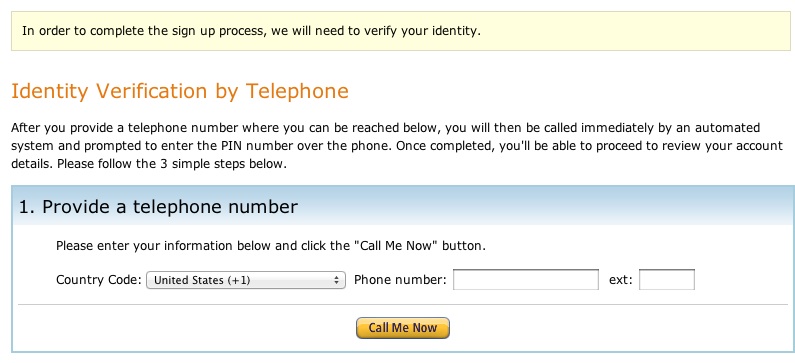 In order to complete the sign up process, we will need to verify your identity.
Identity Verification by Telephone
After you provide a telephone number where you can be reached below, you will then be called immediately by an automated
system and prompted to enter the PIN number over the phone. Once completed, you'll be able to proceed to review your account
details. Please follow the 3 simple steps below.
1. Provide a telephone number
Please enter your information below and click the "Call Me Now" button.
Country Code: United States (+1) Phone number: ext:
Call Me Now